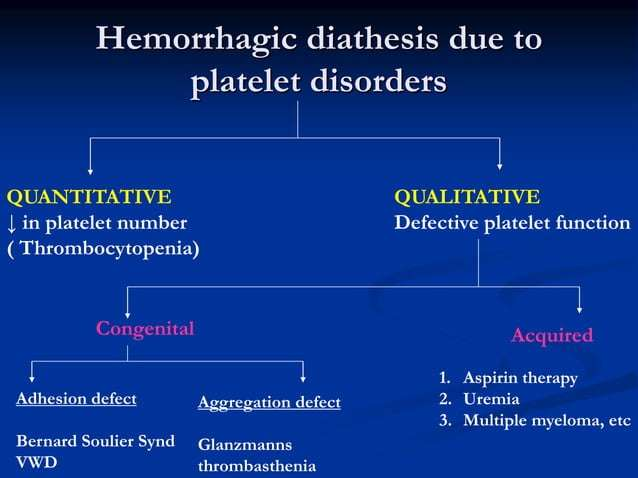 Hemorrhagic diathesis due to
platelet disorders
QUANTITATIVE
↓ in platelet number
( Thrombocytopenia)
QUALITATIVE
Defective platelet function
Congenital
Acquired
Adhesion defect
Bernard Soulier Synd
VWD
Aggregation defect
Glanzmanns
thrombasthenia
1. Aspirin therapy
2. Uremia
3. Multiple myeloma, etc